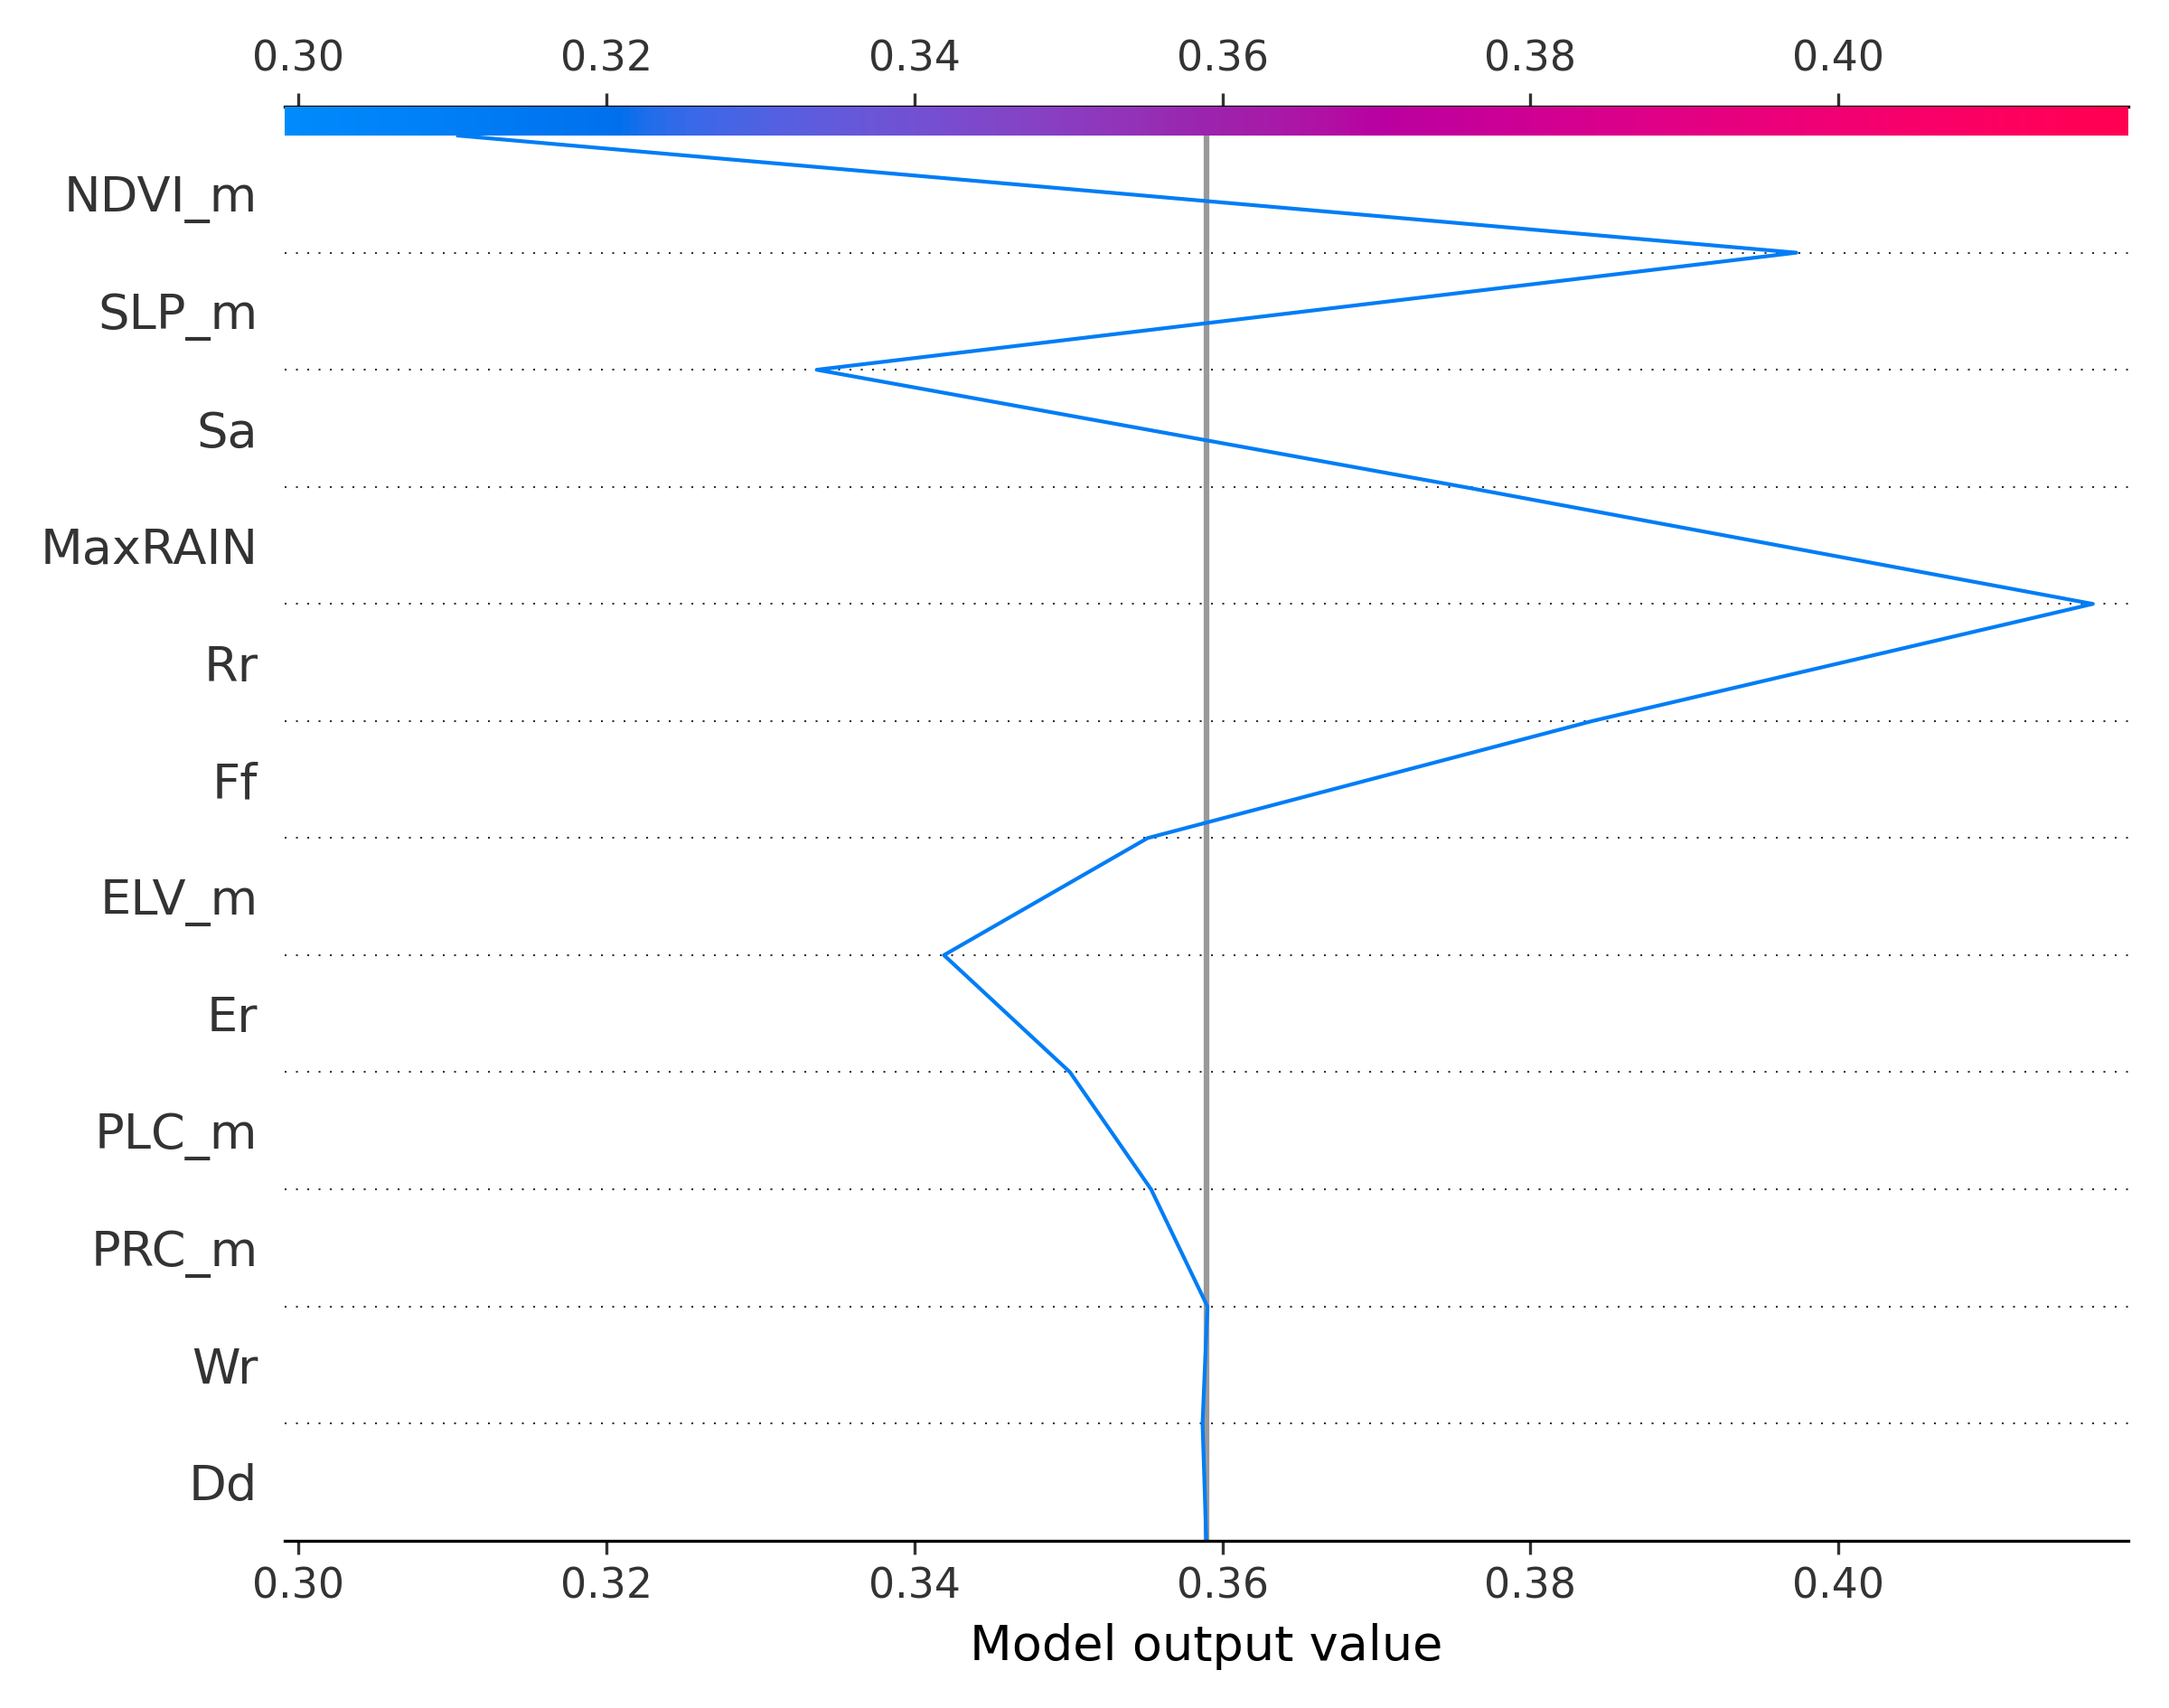 0.30 0.32 0.34 0.36 0.38 0.40
NDVI_m
SLP_m
Sa
MaxRAIN
Rr
Ff
ELV_m
Er
PLC_m
PRC_m
Wr
Dd
0.30 0.32 0.34 0.36 0.38 0.40
Model output value